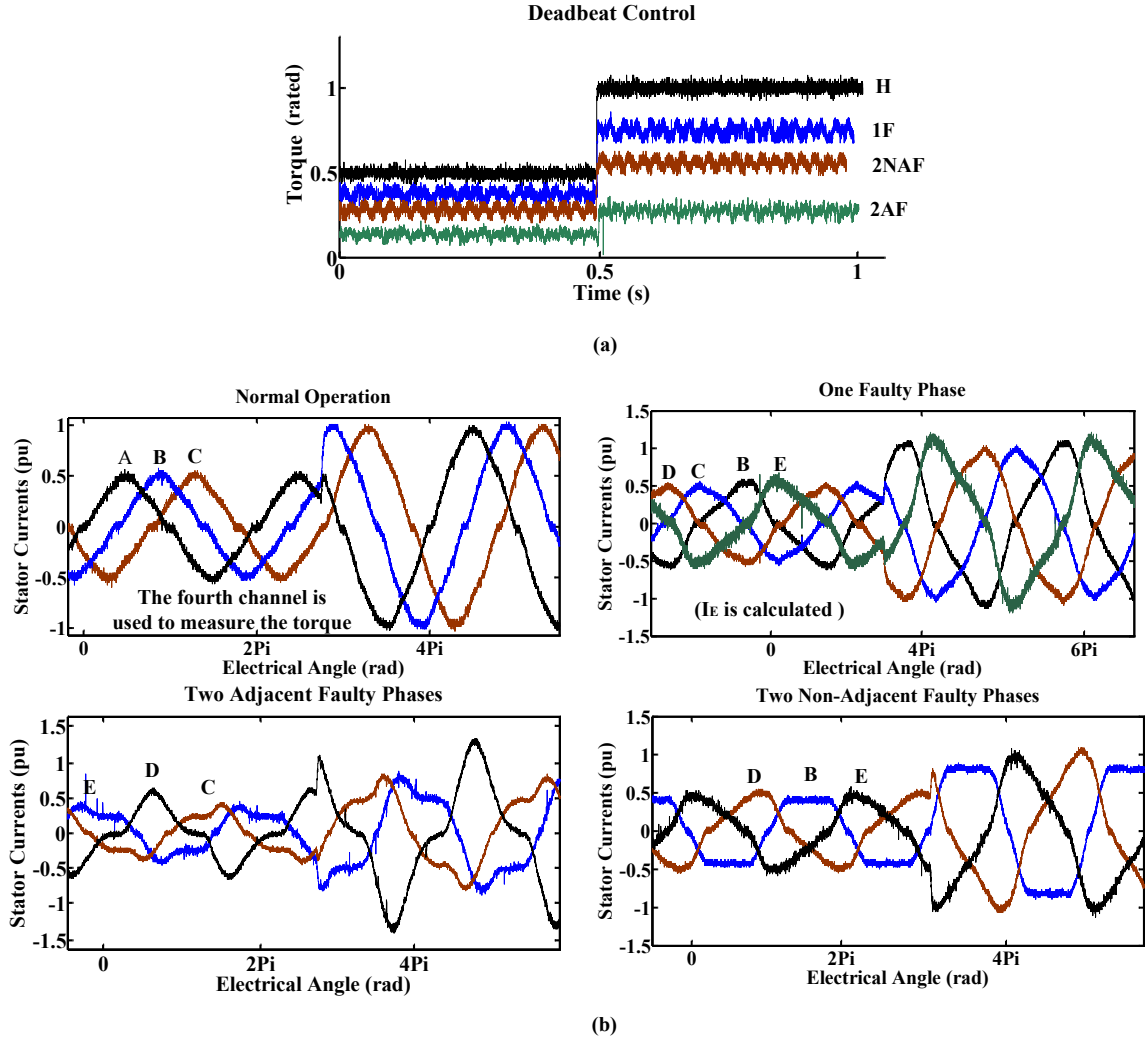 Deadbeat Control
Torque (rated)
1
0.5
0
H
1F
2NAF
2AF
0
0.5
1
Time (s)
(a)
Normal Operation
Stator Currents (pu)
1
0.5
0
-0.5
-1
A B C
The fourth channel is
used to measure the torque
0 2Pi 4Pi
Electrical Angle (rad)
One Faulty Phase
Stator Currents (pu)
1.5
1
0.5
0
-0.5
-1
-1.5
D C B E
(IE is calculated )
0 4Pi 6Pi
Electrical Angle (rad)
Two Adjacent Faulty Phases
Stator Currents (pu)
1.5
1
0.5
0
-0.5
-1
-1.5
E D C
0 2Pi 4Pi
Electrical Angle (rad)
Two Non-Adjacent Faulty Phases
Stator Currents (pu)
1.5
1
0.5
0
-0.5
-1
-1.5
D B E
0 2Pi 4Pi
Electrical Angle (rad)
(b)